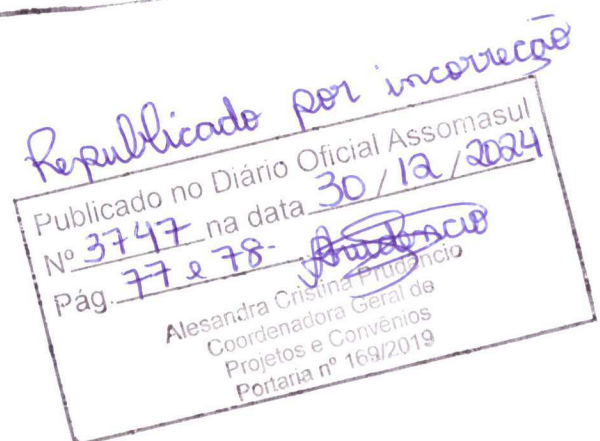 Republicado por incorreção
Publicado no Diário Oficial Assomasul
Nº 3747 na data 30/12/2024
Pág. 77 e 78. Prudencio
Alesandra Cristina Prudêncio
Coordenadora Geral de
Projetos e Convênios
Portaria nº 169/2019